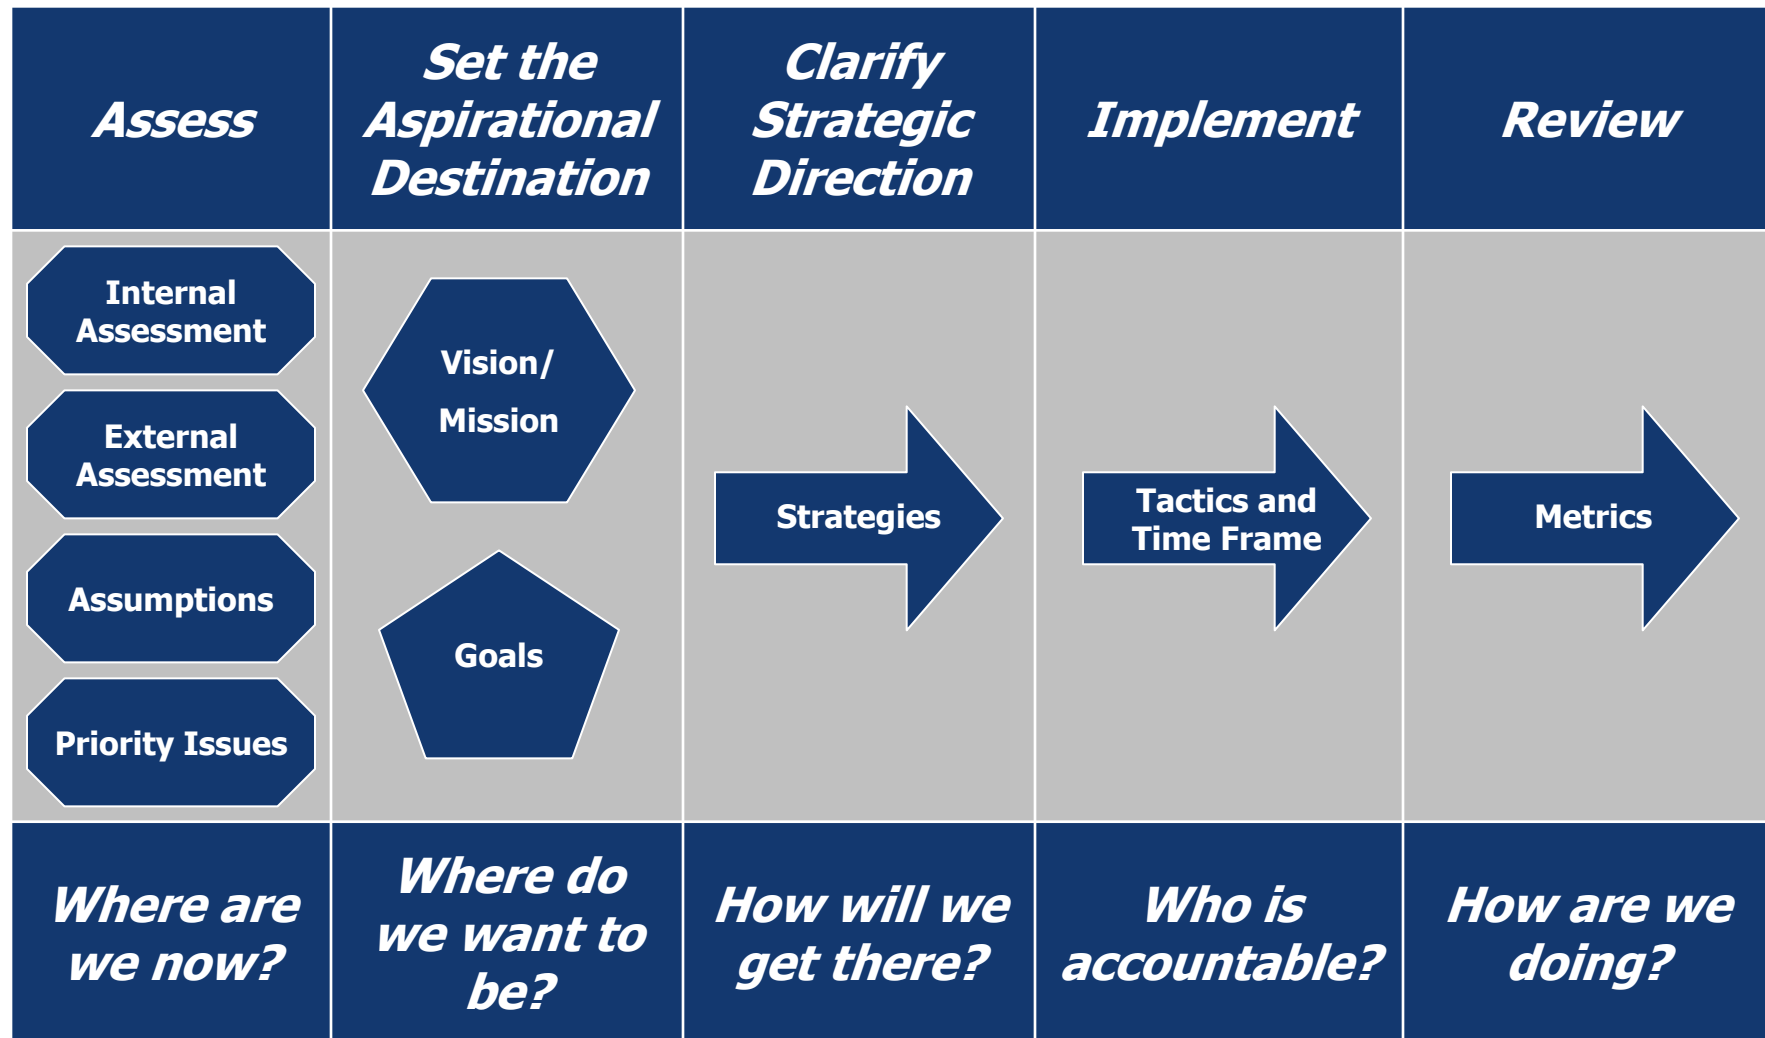 Assess
Set the
Aspirational
Destination
Clarify
Strategic
Direction
Implement
Review
Internal
Assessment
External
Assessment
Assumptions
Priority Issues
Vision/
Mission
Goals
Strategies
Tactics and
Time Frame
Metrics
Where are
we now?
Where do
we want to
be?
How will we
get there?
Who is
accountable?
How are we
doing?